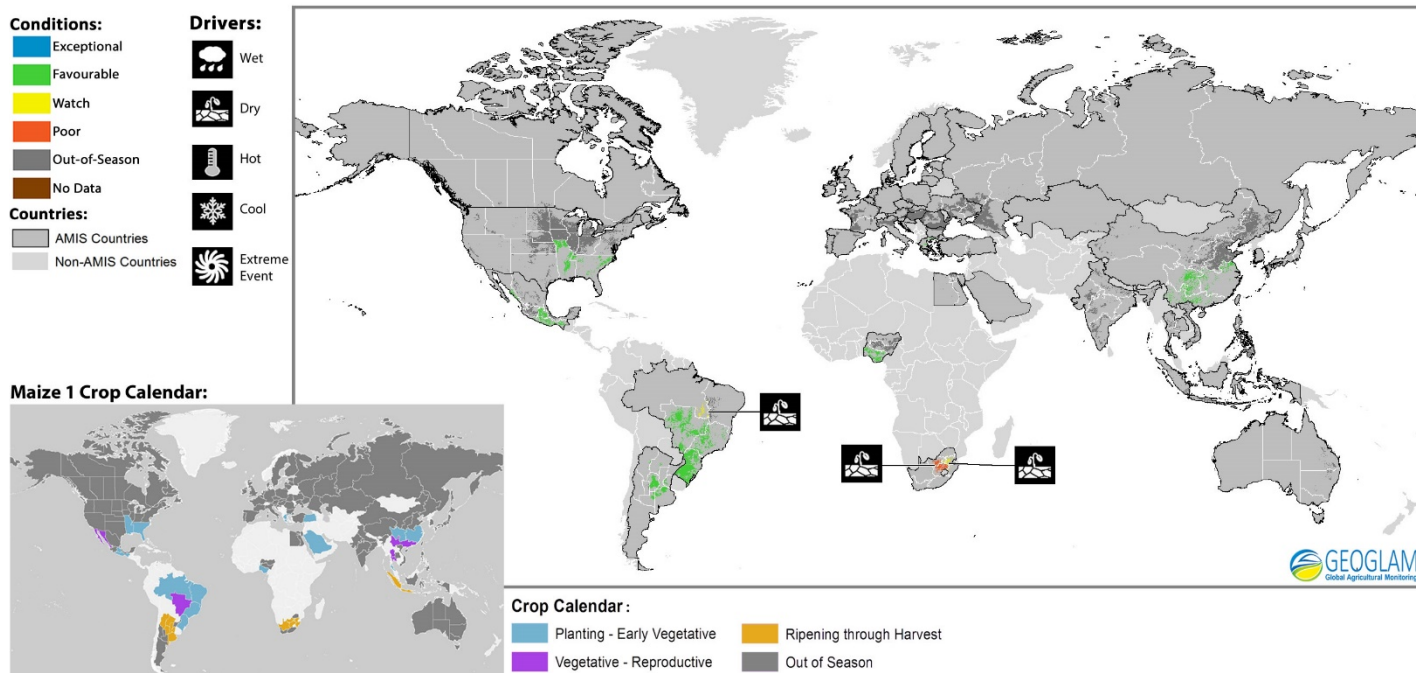 Conditions:
Exceptional
Favourable
Watch
Poor
Out-of-Season
No Data
Countries:
AMIS Countries
Non-AMIS Countries
Drivers:
Wet
Dry
Hot
Cool
Extreme
Event
Maize 1 Crop Calendar:
GEOGLAM
Global Agricultural Monitoring
Crop Calendar :
Planting - Early Vegetative
Ripening through Harvest
Vegetative - Reproductive
Out of Season